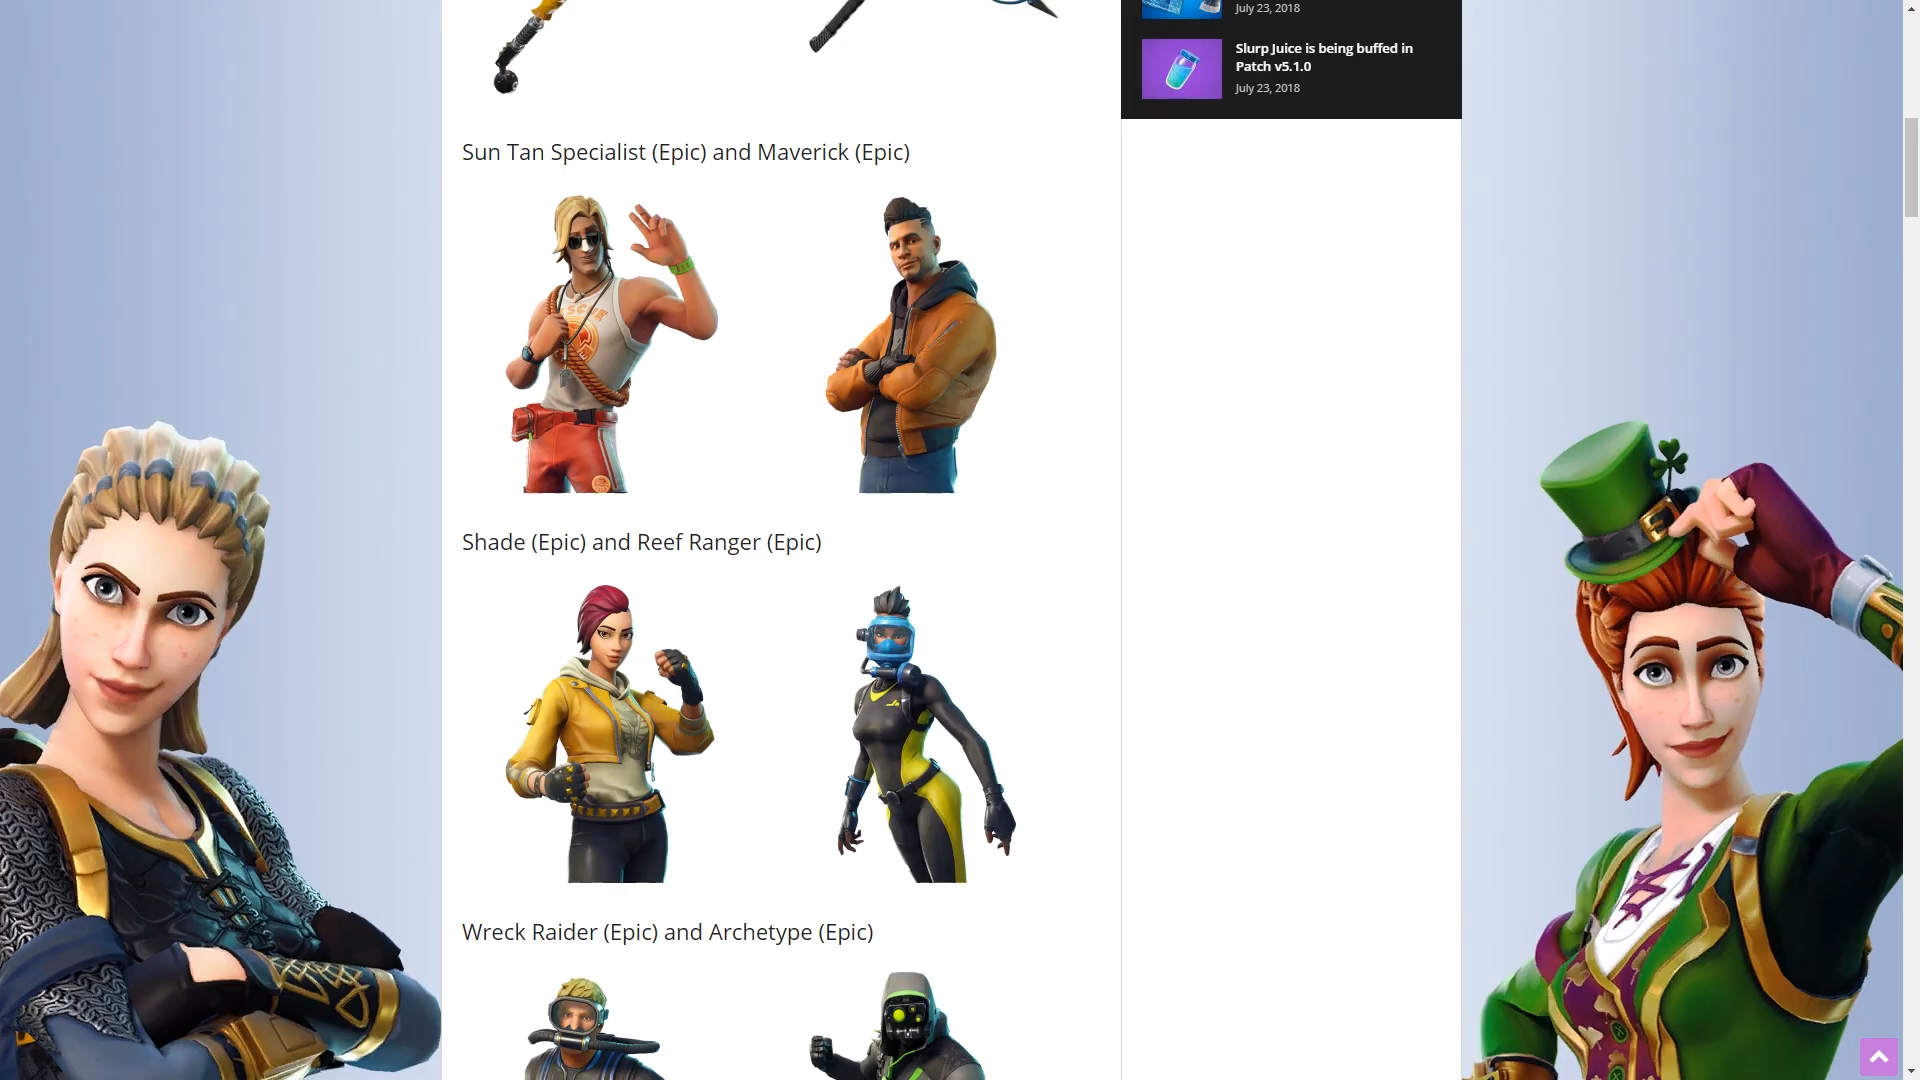 July 23, 2018
Slurp Juice is being buffed in
Patch v5.1.0
July 23, 2018
Sun Tan Specialist (Epic) and Maverick (Epic)
Shade (Epic) and Reef Ranger (Epic)
Wreck Raider (Epic) and Archetype (Epic)